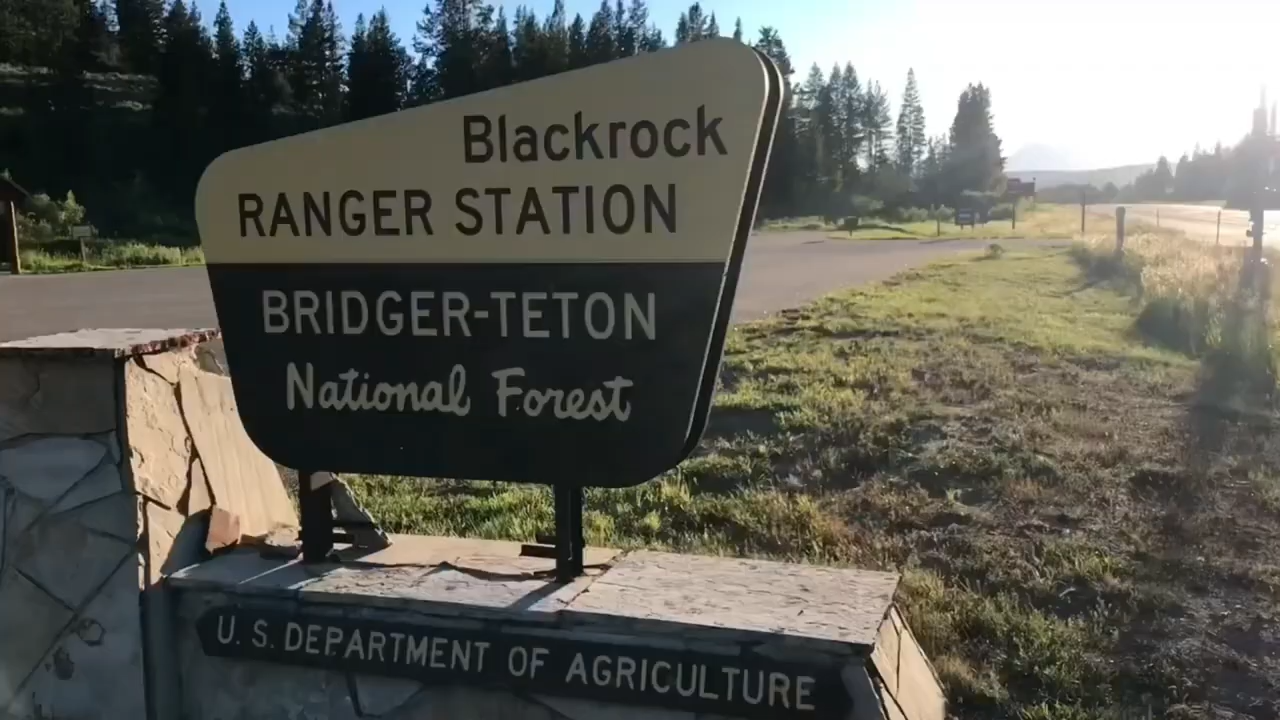 Blackrock
RANGER STATION
BRIDGER-TETON
National Forest
U. S. DEPARTMENT OF AGRICULTURE